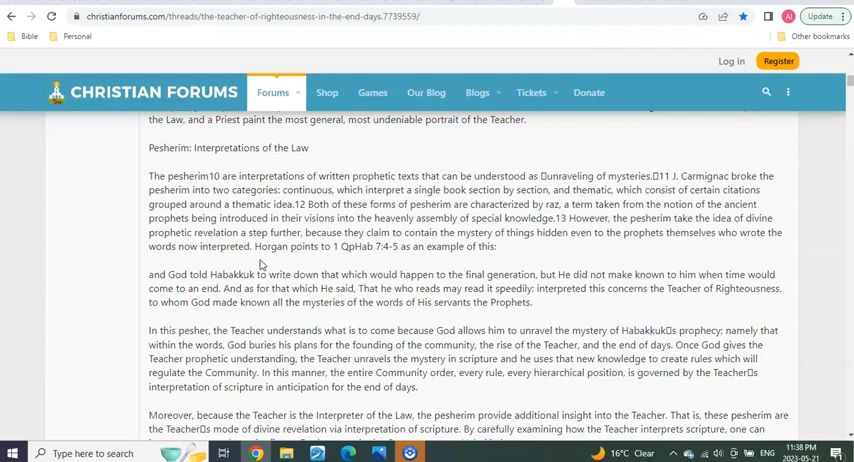 christianforums.com/threads/the-teacher-of-righteousness-in-the-end-days.7739559/
AI
Update
Bible
Personal
Other bookmarks
Log in
Register
CHRISTIAN FORUMS
Forums
Shop
Games
Our Blog
Blogs
Tickets
Donate
the Law, and a Priest paint the most general, most undeniable portrait of the Teacher.
Pesherim: Interpretations of the Law
The pesherim10 are interpretations of written prophetic texts that can be understood as 􀀀unraveling of mysteries.􀀀11 J. Carmignac broke the
pesherim into two categories: continuous, which interpret a single book section by section, and thematic, which consist of certain citations
grouped around a thematic idea.12 Both of these forms of pesherim are characterized by raz, a term taken from the notion of the ancient
prophets being introduced in their visions into the heavenly assembly of special knowledge.13 However, the pesherim take the idea of divine
prophetic revelation a step further, because they claim to contain the mystery of things hidden even to the prophets themselves who wrote the
words now interpreted. Horgan points to 1 QpHab 7:4-5 as an example of this:
and God told Habakkuk to write down that which would happen to the final generation, but He did not make known to him when time would
come to an end. And as for that which He said, That he who reads may read it speedily: interpreted this concerns the Teacher of Righteousness,
to whom God made known all the mysteries of the words of His servants the Prophets.
In this pesher, the Teacher understands what is to come because God allows him to unravel the mystery of Habakkuk􀀀s prophecy; namely that
within the words, God buries his plans for the founding of the community, the rise of the Teacher, and the end of days. Once God gives the
Teacher prophetic understanding, the Teacher unravels the mystery in scripture and he uses that new knowledge to create rules which will
regulate the Community. In this manner, the entire Community order, every rule, every hierarchical position, is governed by the Teacher􀀀s
interpretation of scripture in anticipation for the end of days.
Moreover, because the Teacher is the Interpreter of the Law, the pesherim provide additional insight into the Teacher. That is, these pesherim are
the Teacher􀀀s mode of divine revelation via interpretation of scripture. By carefully examining how the Teacher interprets scripture, one can
Type here to search
16°C Clear
ENG
11:38 PM
2023-05-21